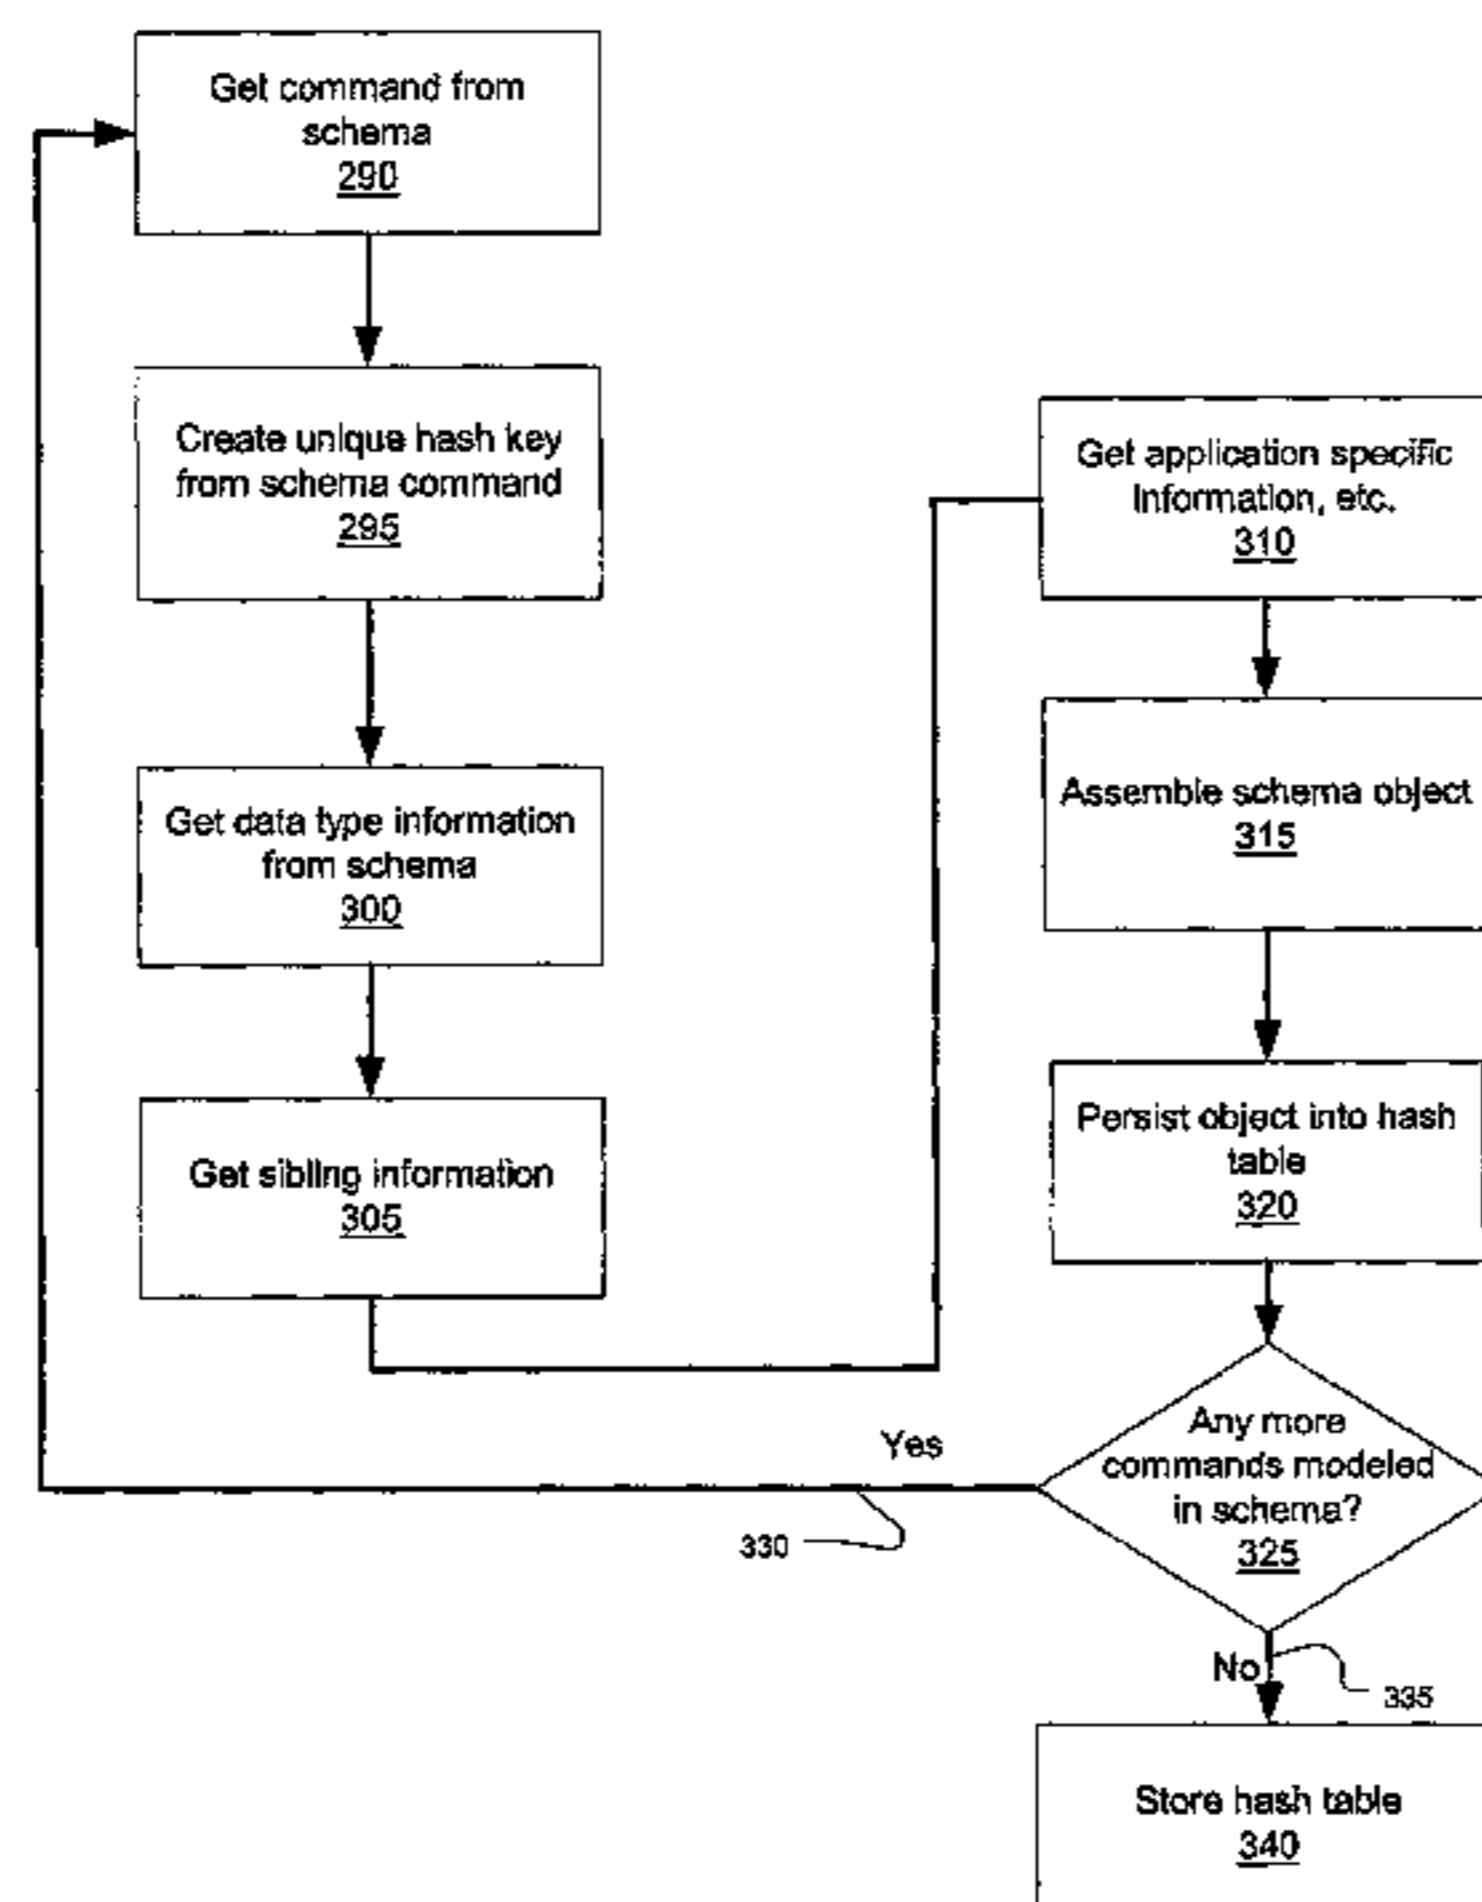 Get command from
schema
290
Create unique hash key
from schema command
295
Get data type information
from schema
300
Get sibling information
305
Get application specific
Information, etc.
310
Assemble schema object
315
Persist object into hash
table
320
Any more
commands modeled
in schema?
325
Yes
330
No
335
Store hash table
340